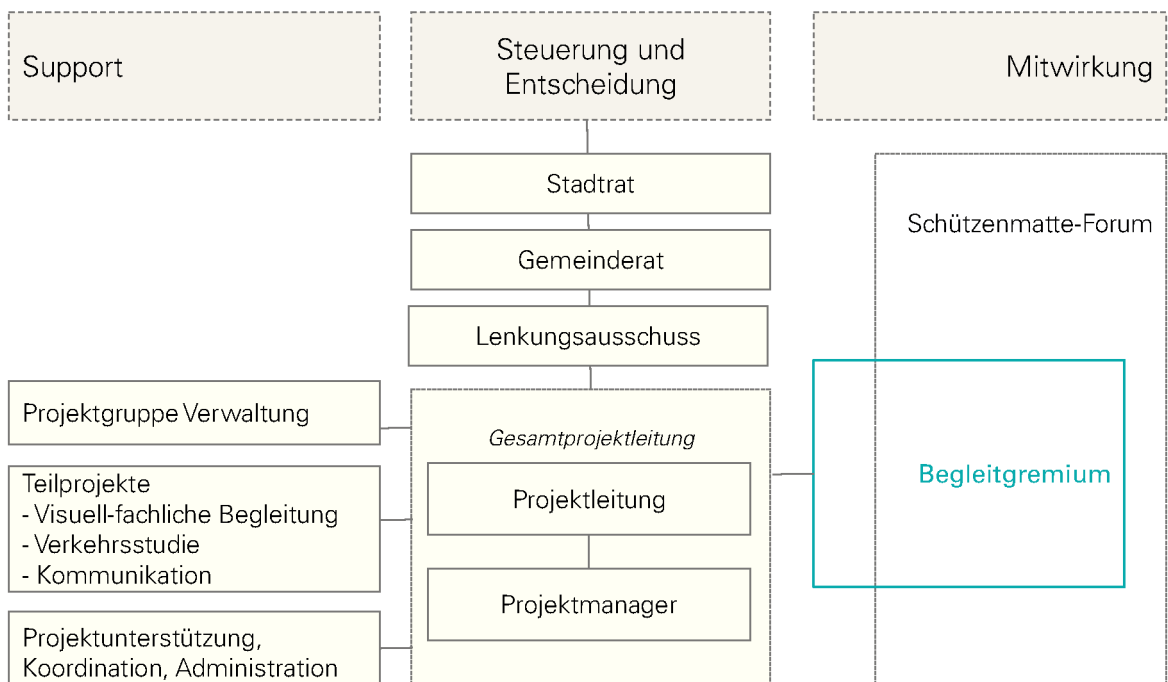 Support
Steuerung und
Entscheidung
Mitwirkung
Stadtrat
Gemeinderat
Lenkungsausschuss
Schützenmatte-Forum
Projektgruppe Verwaltung
Teilprojekte
- Visuell-fachliche Begleitung
- Verkehrsstudie
- Kommunikation
Projektunterstützung,
Koordination, Administration
Gesamtprojektleitung
Projektleitung
Projektmanager
Begleitgremium